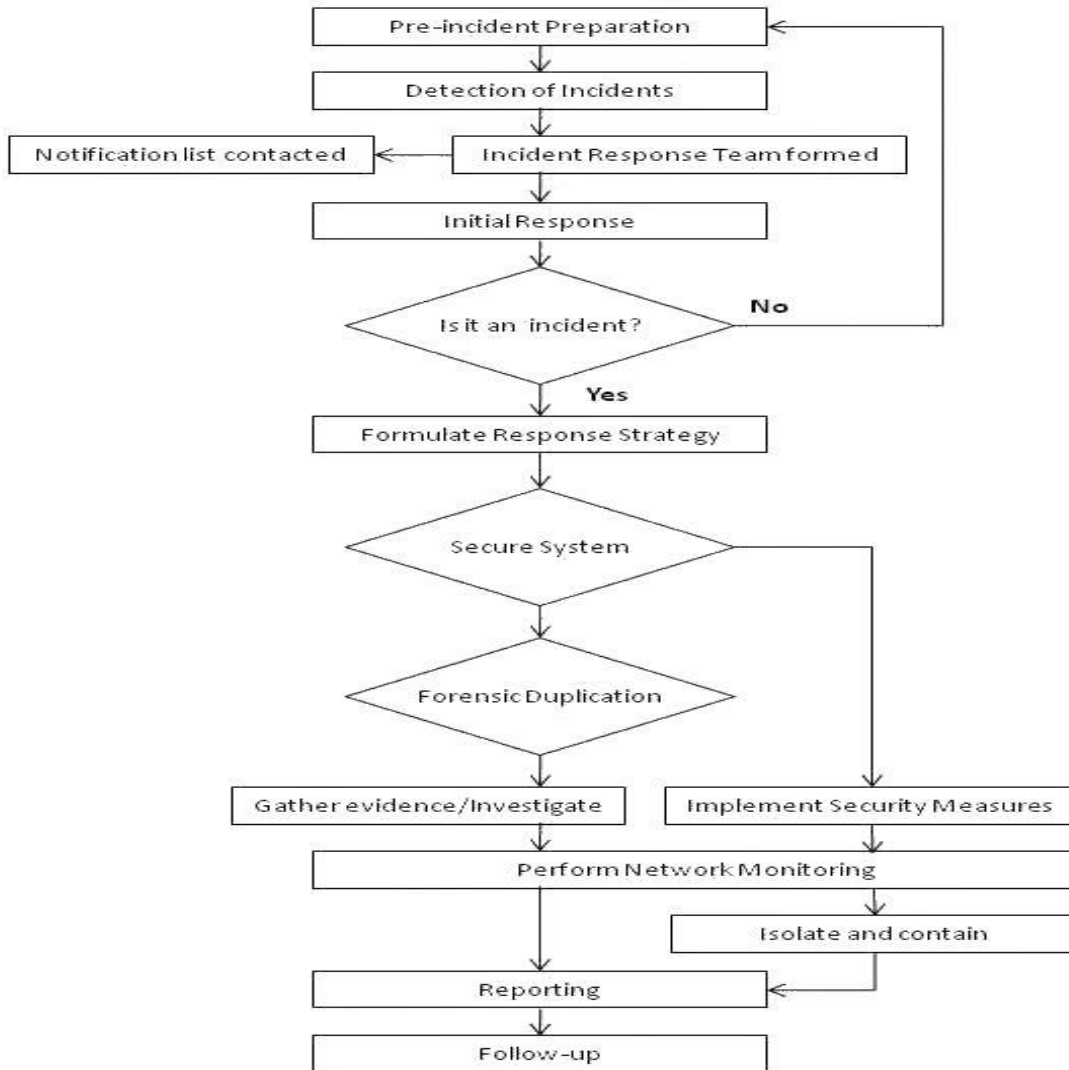 Pre-incident Preparation
Detection of Incidents
Notification list contacted
Incident Response Team formed
Initial Response
Is it an incident?
No
Yes
Formulate Response Strategy
Secure System
Forensic Duplication
Gather evidence/Investigate
Implement Security Measures
Perform Network Monitoring
Isolate and contain
Reporting
Follow-up